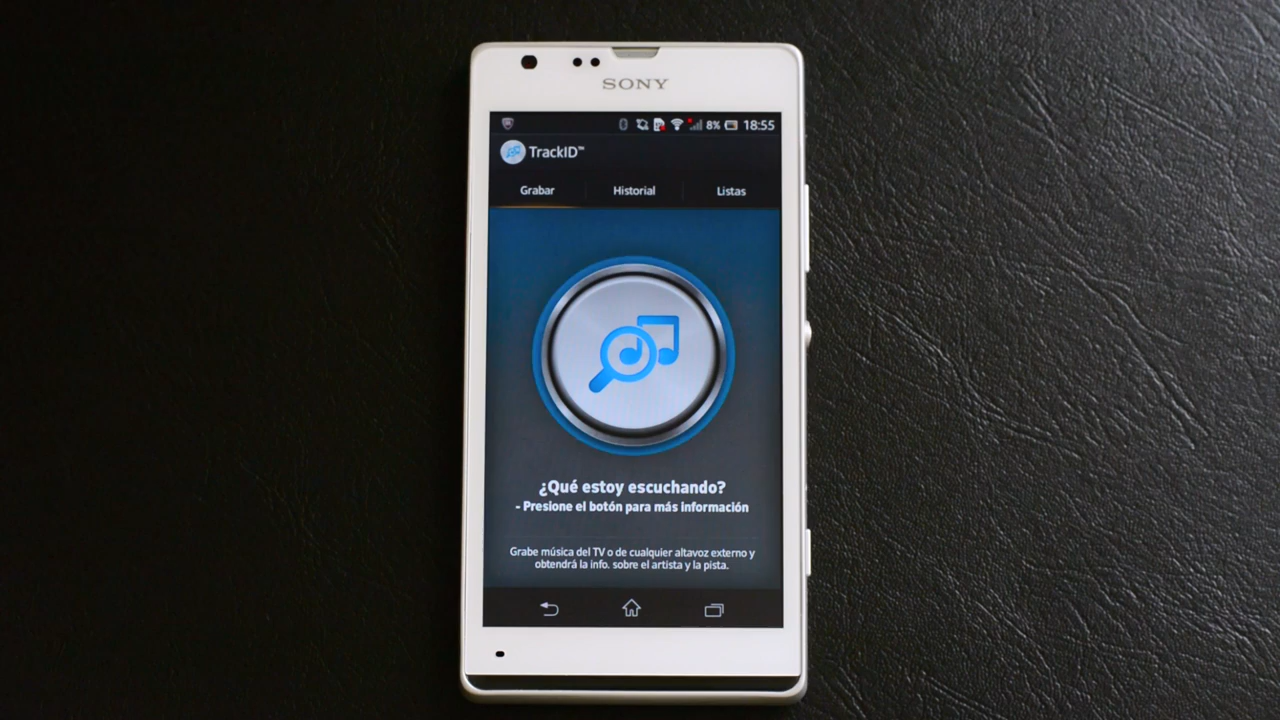 SONY
8% 18:55
TrackID™
Grabar Historial Listas
¿Qué estoy escuchando?
- Presione el botón para más información
Grabe música del TV o de cualquier altavoz externo y
obtendrá la info. sobre el artista y la pista.